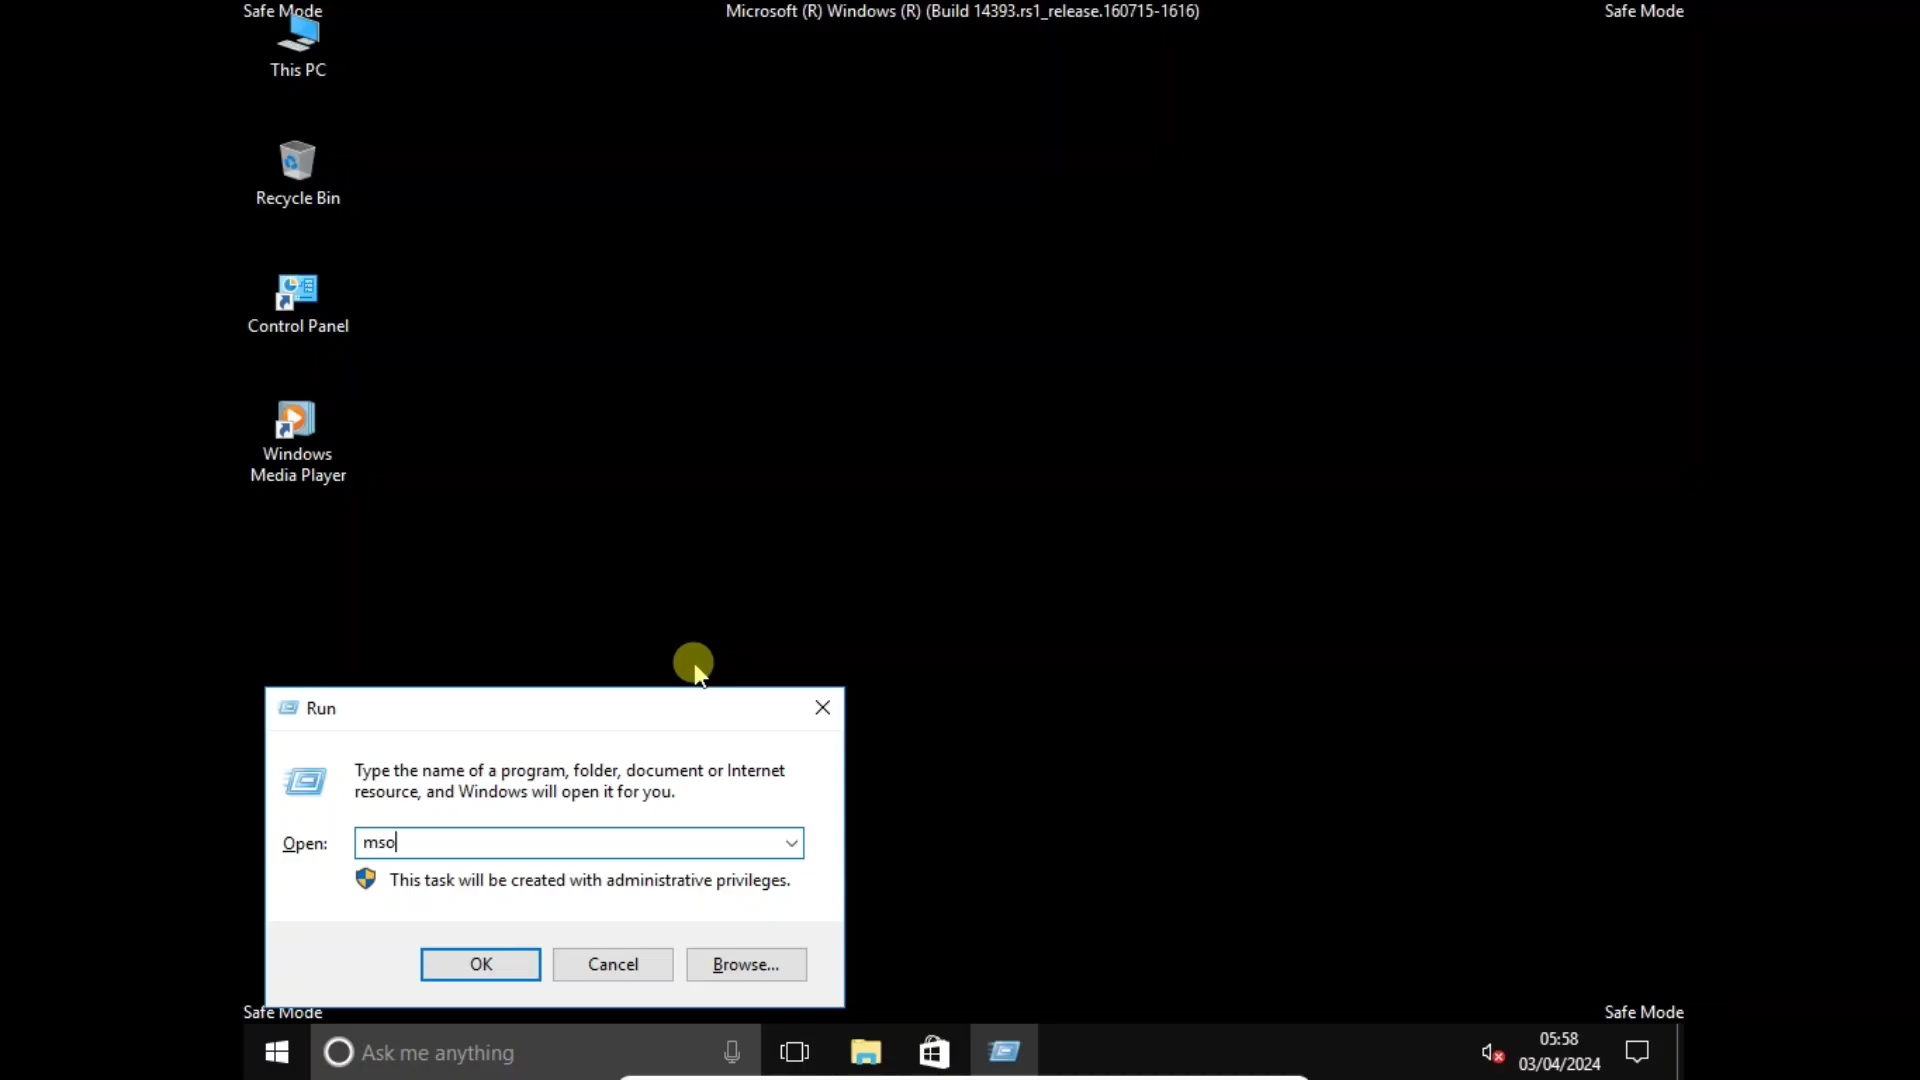 Safe Mode
Microsoft (R) Windows (R) (Build 14393.rs1_release.160715-1616)
Safe Mode
This PC
Recycle Bin
Control Panel
Windows
Media Player
Run
Type the name of a program, folder, document or Internet
resource, and Windows will open it for you.
Open:
mso
This task will be created with administrative privileges.
OK
Cancel
Browse...
Safe Mode
Safe Mode
Ask me anything
05:58
03/04/2024